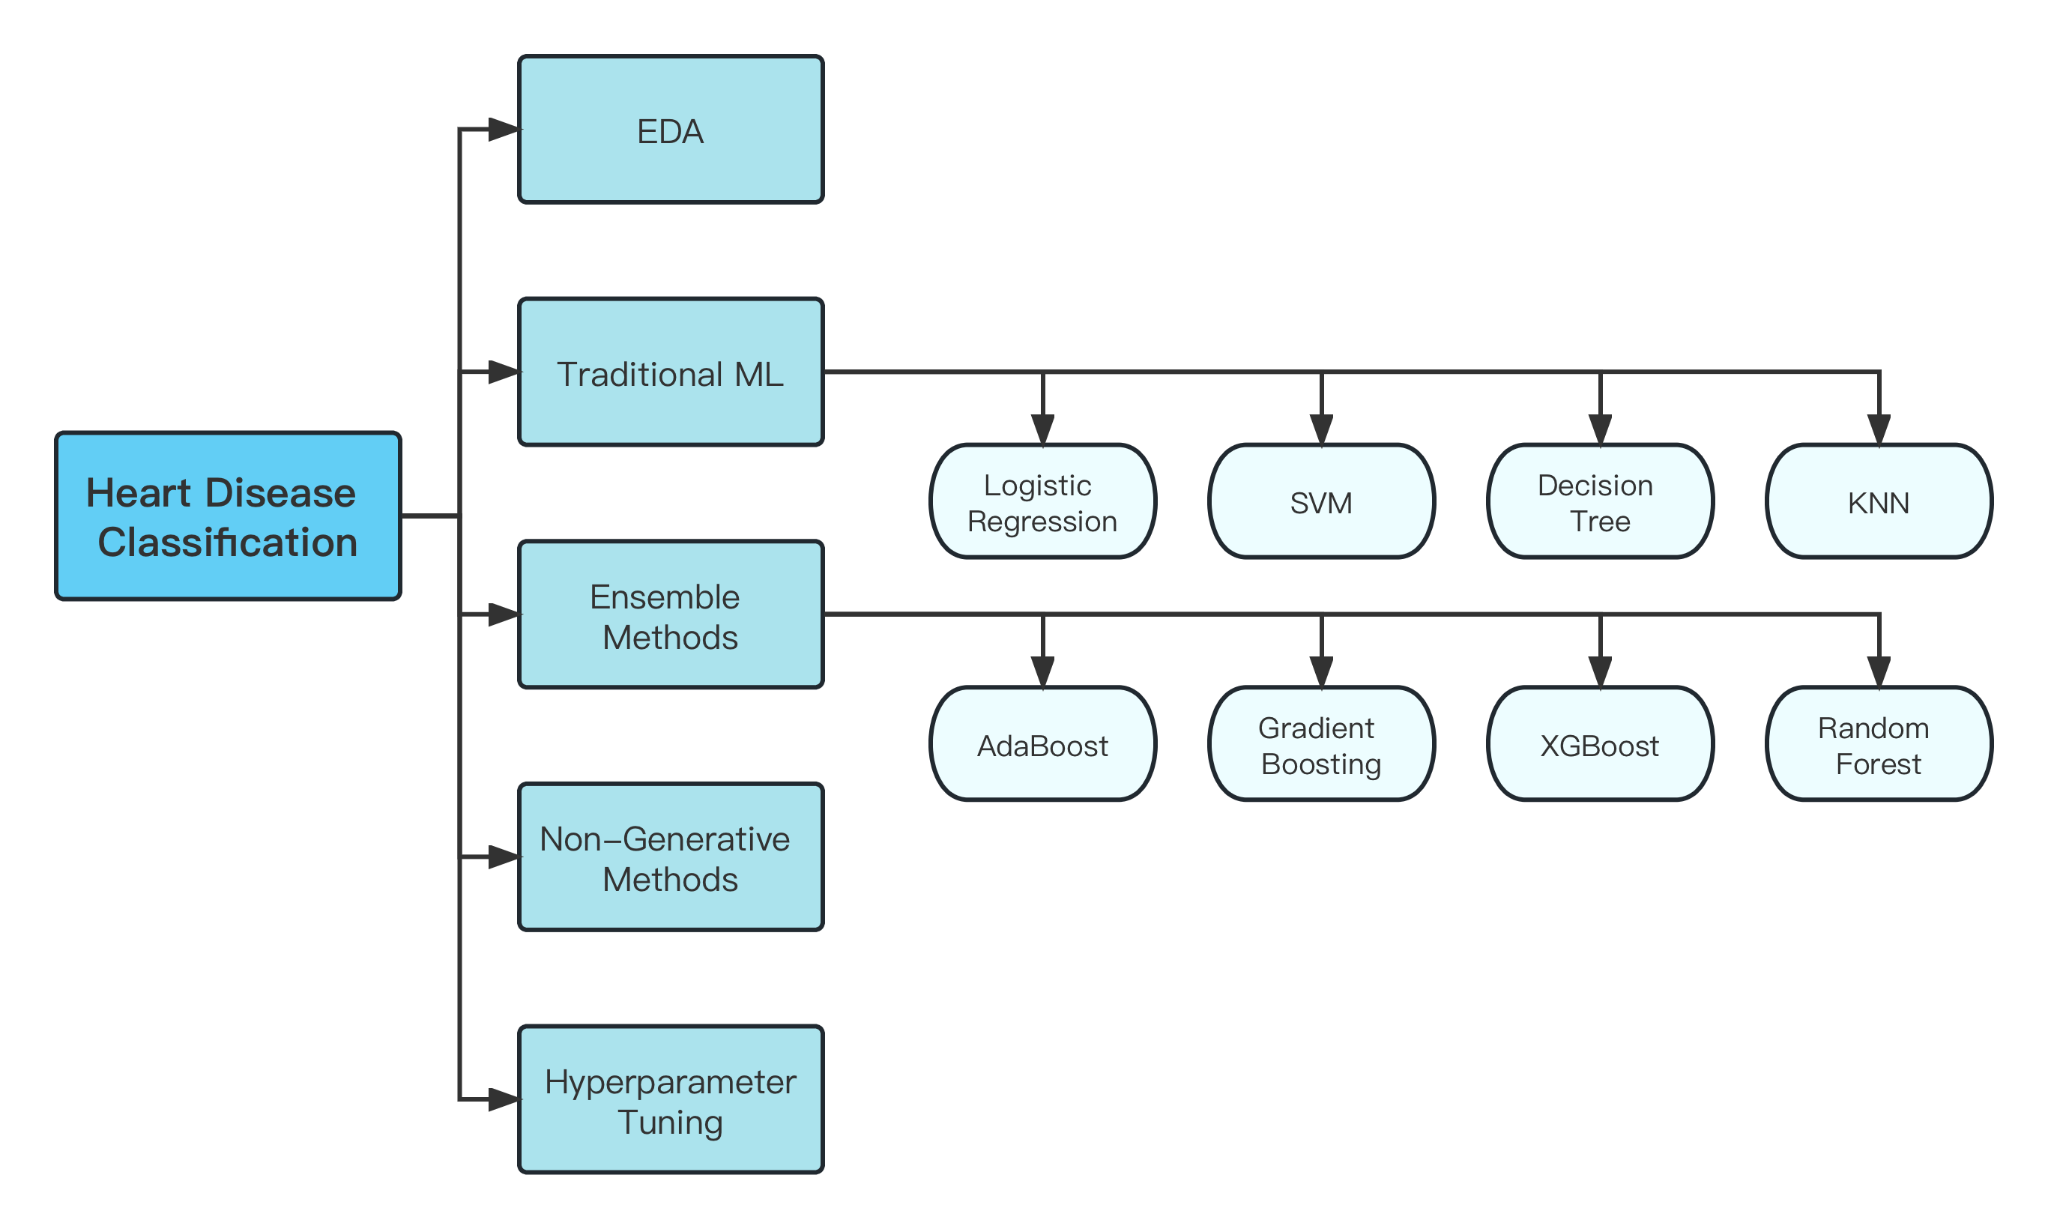 EDA
Traditional ML
Heart Disease
Classification
Logistic
Regression
SVM
Decision
Tree
KNN
Ensemble
Methods
AdaBoost
Gradient
Boosting
XGBoost
Random
Forest
Non–Generative
Methods
Hyperparameter
Tuning